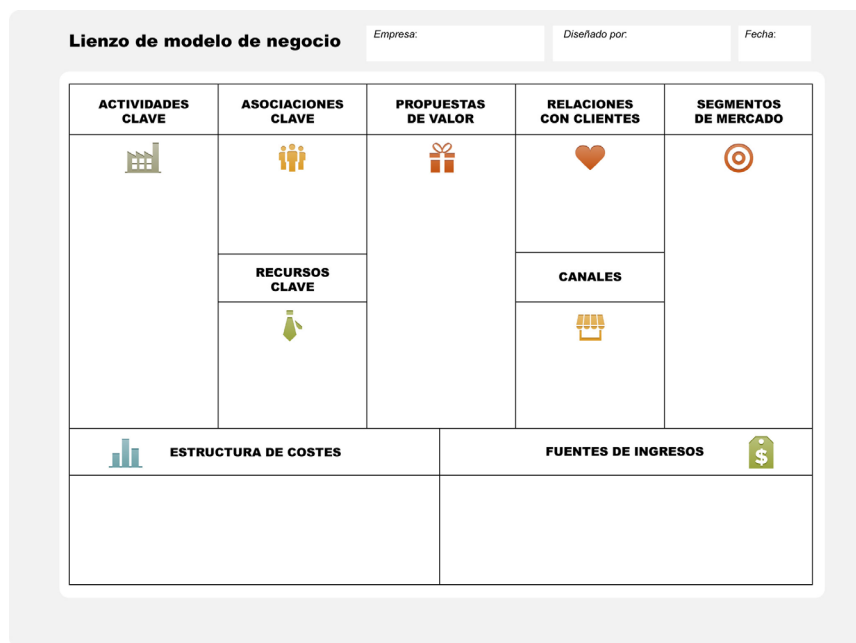 Lienzo de modelo de negocio
Empresa:
Diseñado por:
Fecha:
ACTIVIDADES
CLAVE
ASOCIACIONES
CLAVE
PROPUESTAS
DE VALOR
RELACIONES
CON CLIENTES
SEGMENTOS
DE MERCADO
RECURSOS
CLAVE
CANALES
ESTRUCTURA DE COSTES
FUENTES DE INGRESOS
$